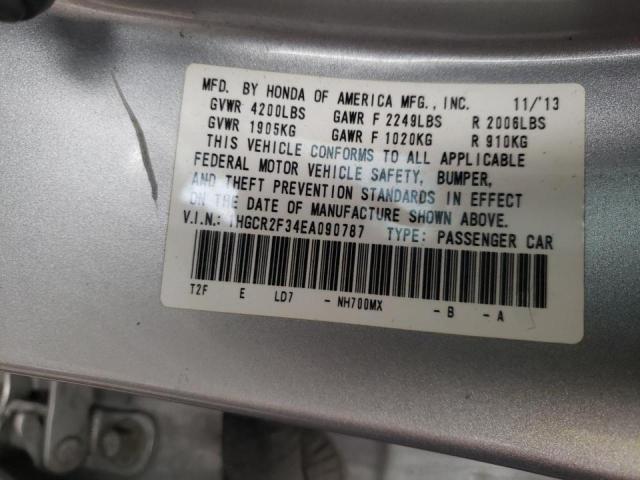 MFD. BY HONDA OF AMERICA MFG., INC. 11/'13
GVWR 4200LBS GAWR F 2249LBS R 2006LBS
GVWR 1905KG GAWR F 1020KG R 910KG
THIS VEHICLE CONFORMS TO ALL APPLICABLE
FEDERAL MOTOR VEHICLE SAFETY, BUMPER,
AND THEFT PREVENTION STANDARDS IN EFFECT
ON THE DATE OF MANUFACTURE SHOWN ABOVE.
V.I.N.: 1HGCR2F34EA090787 TYPE: PASSENGER CAR
T2F E LD7 - NH700MX - B - A